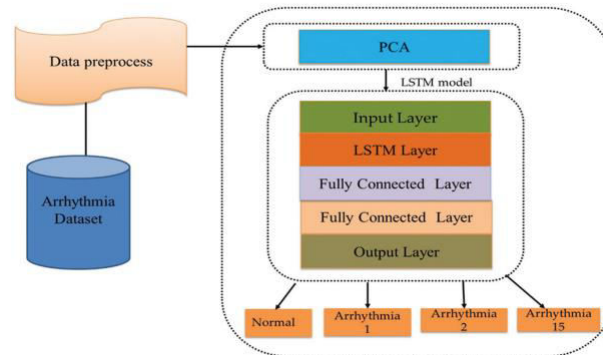 Data preprocess
PCA
LSTM model
Input Layer
LSTM Layer
Fully Connected Layer
Fully Connected Layer
Output Layer
Arrhythmia
Dataset
Normal
Arrhythmia
1
Arrhythmia
2
Arrhythmia
15